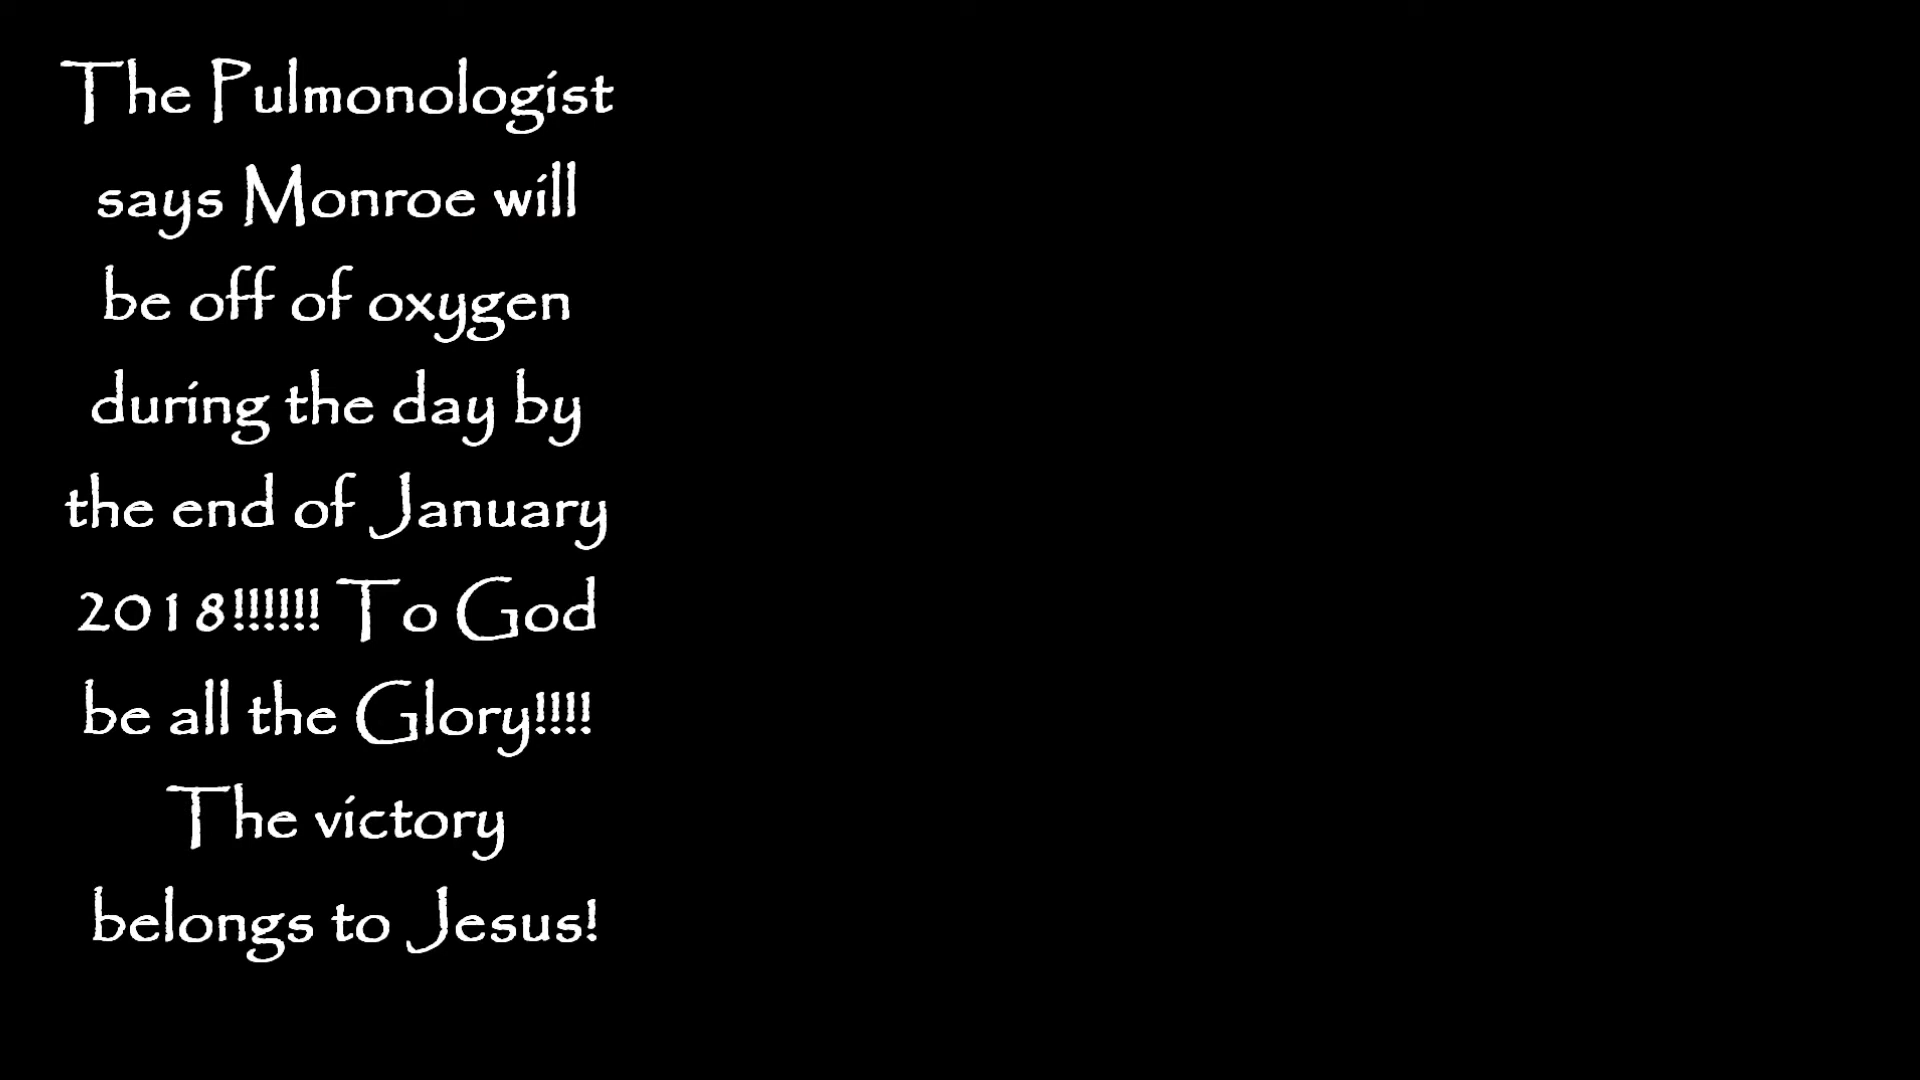 The Pulmonologist
says Monroe will
be off of oxygen
during the day by
the end of January
2018!!!!!!! To God
be all the Glory!!!!
The victory
belongs to Jesus!